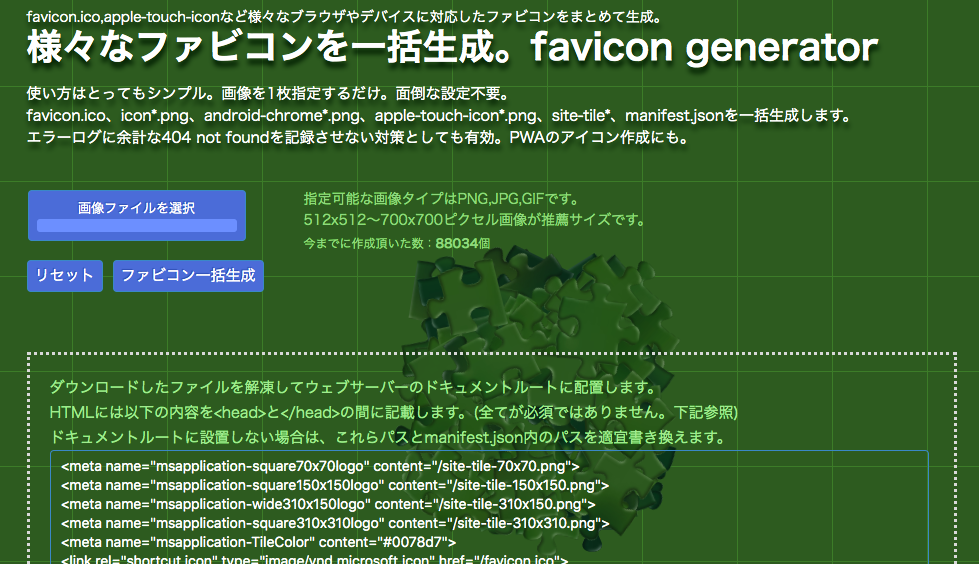 favicon.ico,apple-touch-iconなど様々なブラウザやデバイスに対応したファビコンをまとめて生成。
様々なファビコンを一括生成。favicon generator
使い方はとってもシンプル。画像を1枚指定するだけ。面倒な設定不要。
favicon.ico、icon*.png、android-chrome*.png、apple-touch-icon*.png、site-tile*、manifest.jsonを一括生成します。
エラーログに余計な404 not foundを記録させない対策としても有効。PWAのアイコン作成にも。
画像ファイルを選択
指定可能な画像タイプはPNG,JPG,GIFです。
512x512〜700x700ピクセル画像が推薦サイズです。
今までに作成頂いた数：88034個
リセット
ファビコン一括生成
ダウンロードしたファイルを解凍してウェブサーバーのドキュメントルートに配置します。
HTMLには以下の内容を<head>と</head>の間に記載します。(全てが必須ではありません。下記参照)
ドキュメントルートに設置しない場合は、これらパスとmanifest.json内のパスを適宜書き換えます。
<meta name="msapplication-square70x70logo" content="/site-tile-70x70.png">
<meta name="msapplication-square150x150logo" content="/site-tile-150x150.png">
<meta name="msapplication-wide310x150logo" content="/site-tile-310x150.png">
<meta name="msapplication-square310x310logo" content="/site-tile-310x310.png">
<meta name="msapplication-TileColor" content="#0078d7">
<link rel="shortcut icon" type="image/vnd.microsoft.icon" href="/favicon.ico">